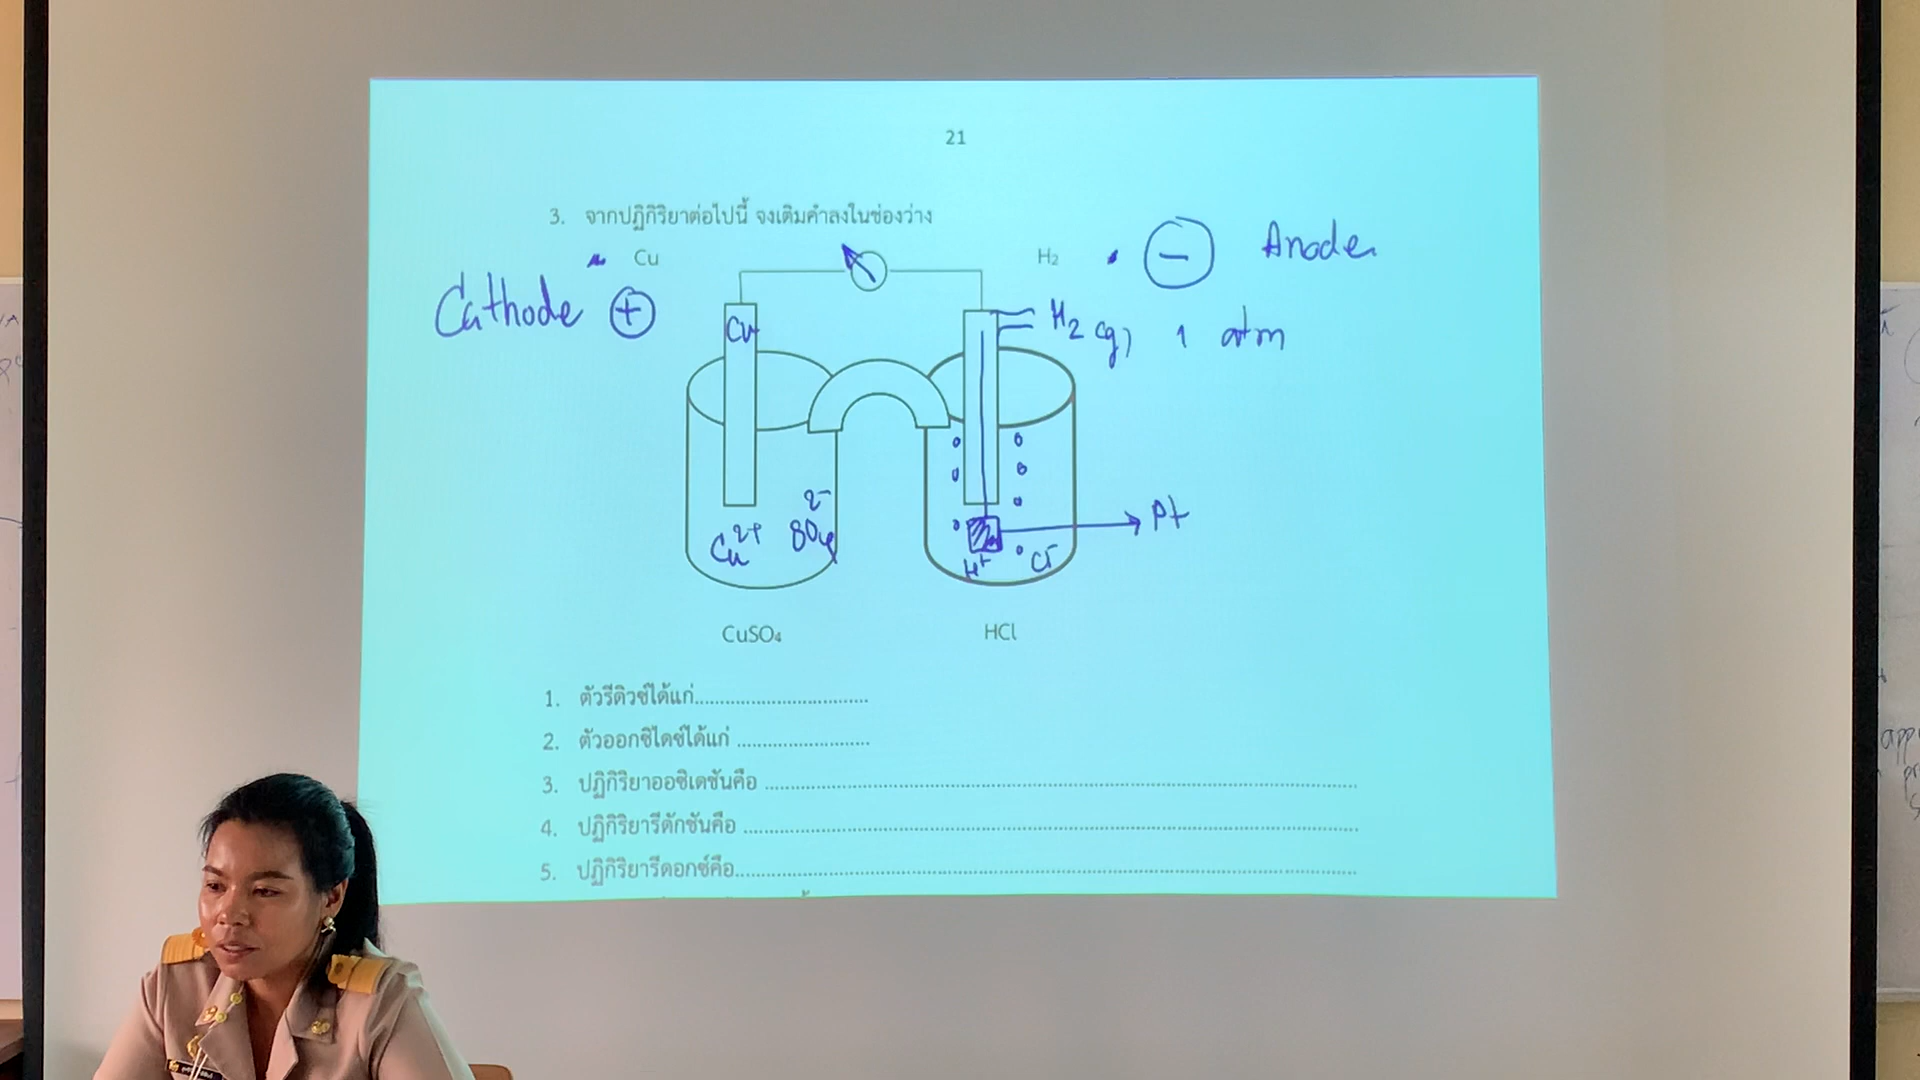 21
3. จากปฏิกิริยาต่อไปนี้ จงเติมคำลงในช่องว่าง
Cu
H₂
− Anode
Cathode +
Cu
H₂ (g) 1 atm
Cu²⁺ SO₄²⁻
H⁺ Cl⁻
Pt
CuSO₄
HCl
1. ตัวรีดิวซ์ได้แก่..................................
2. ตัวออกซิไดซ์ได้แก่ ..........................
3. ปฏิกิริยาออซิเดชันคือ ..............................................................................................................
4. ปฏิกิริยารีดักชันคือ ..................................................................................................................
5. ปฏิกิริยารีดอกซ์คือ....................................................................................................................